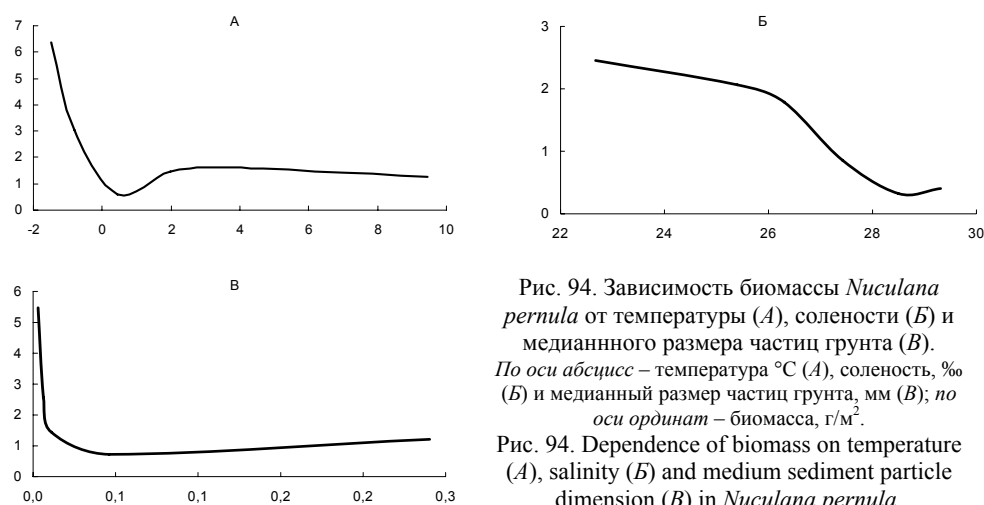 А
7
6
5
4
3
2
1
0
-2 0 2 4 6 8 10
Б
3
2
1
0
22 24 26 28 30
В
6
5
4
3
2
1
0
0,0 0,1 0,1 0,2 0,2 0,3
Рис. 94. Зависимость биомассы Nuculana
pernula от температуры (А), солености (Б) и
медианнного размера частиц грунта (В).
По оси абсцисс – температура °С (А), соленость, ‰
(Б) и медианный размер частиц грунта, мм (В); по
оси ординат – биомасса, г/м².
Рис. 94. Dependence of biomass on temperature
(А), salinity (Б) and medium sediment particle
dimension (В) in Nuculana pernula